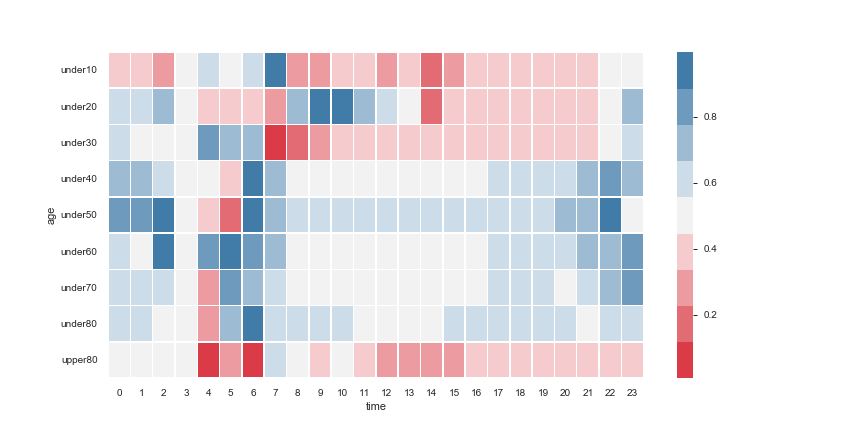 under10
under20
under30
under40
under50
under60
under70
under80
upper80
age
0 1 2 3 4 5 6 7 8 9 10 11 12 13 14 15 16 17 18 19 20 21 22 23
time
0.8
0.6
0.4
0.2